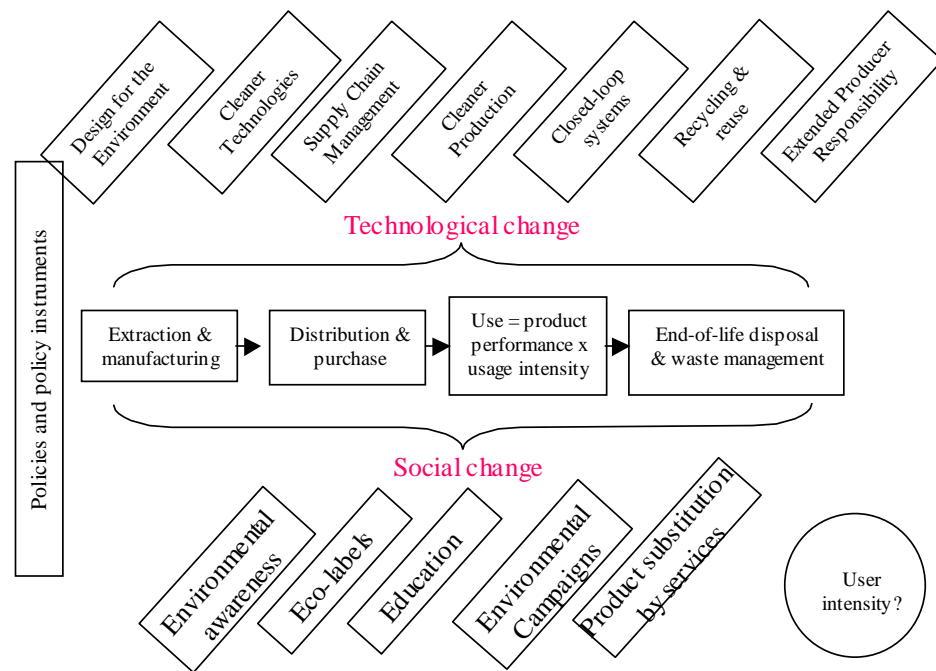 Design for the
Environment
Cleaner
Technologies
Supply Chain
Management
Cleaner
Production
Closed-loop
systems
Recycling &
reuse
Extended Producer
Responsibility
Policies and policy instruments
Technological change
Extraction &
manufacturing
Distribution &
purchase
Use = product
performance x
usage intensity
End-of-life disposal
& waste management
Social change
Environmental
awareness
Eco-labels
Education
Environmental
Campaigns
Product substitution
by services
User
intensity?